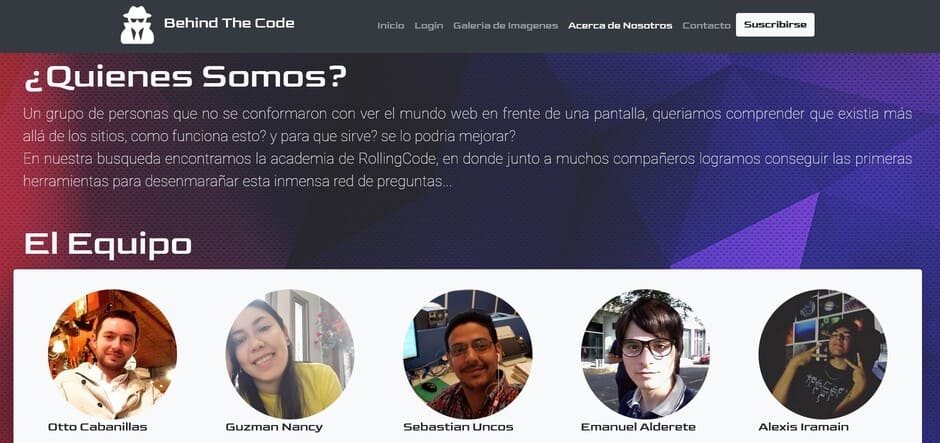 Behind The Code
Inicio Login Galeria de Imagenes Acerca de Nosotros Contacto Suscribirse
¿Quienes Somos?
Un grupo de personas que no se conformaron con ver el mundo web en frente de una pantalla, queriamos comprender que existia más
allá de los sitios, como funciona esto? y para que sirve? se lo podria mejorar?
En nuestra busqueda encontramos la academia de RollingCode, en donde junto a muchos compañeros logramos conseguir las primeras
herramientas para desenmarañar esta inmensa red de preguntas...
El Equipo
Otto Cabanillas
Guzman Nancy
Sebastian Uncos
Emanuel Alderete
Alexis Iramain